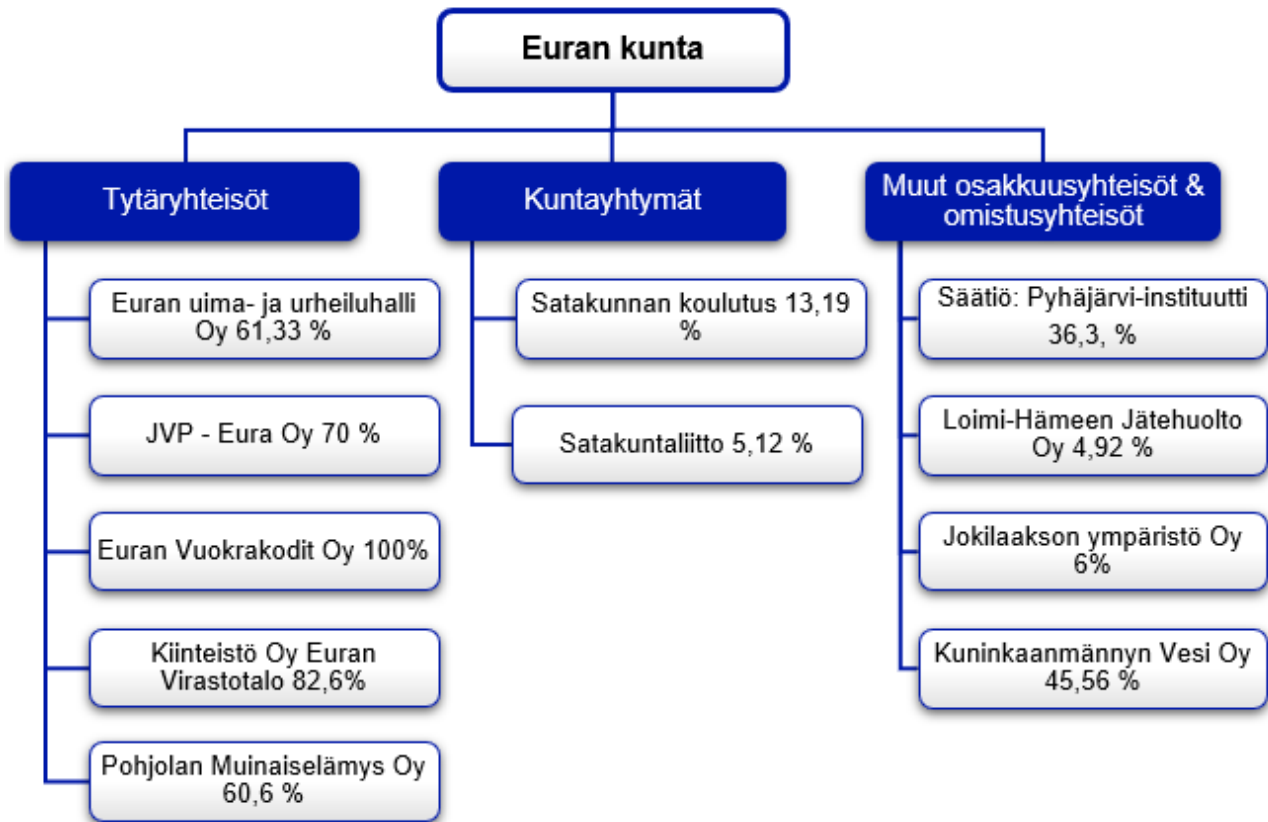 Euran kunta
Tytäryhteisöt
Euran uima- ja urheiluhalli
Oy 61,33 %
JVP - Eura Oy 70 %
Euran Vuokrakodit Oy 100%
Kiinteistö Oy Euran
Virastotalo 82,6%
Pohjolan Muinaiselämys Oy
60,6 %
Kuntayhtymät
Satakunnan koulutus 13,19
%
Satakuntaliitto 5,12 %
Muut osakkuusyhteisöt &
omistusyhteisöt
Säätiö: Pyhäjärvi-instituutti
36,3, %
Loimi-Hämeen Jätehuolto
Oy 4,92 %
Jokilaakson ympäristö Oy
6%
Kuninkaanmännyn Vesi Oy
45,56 %